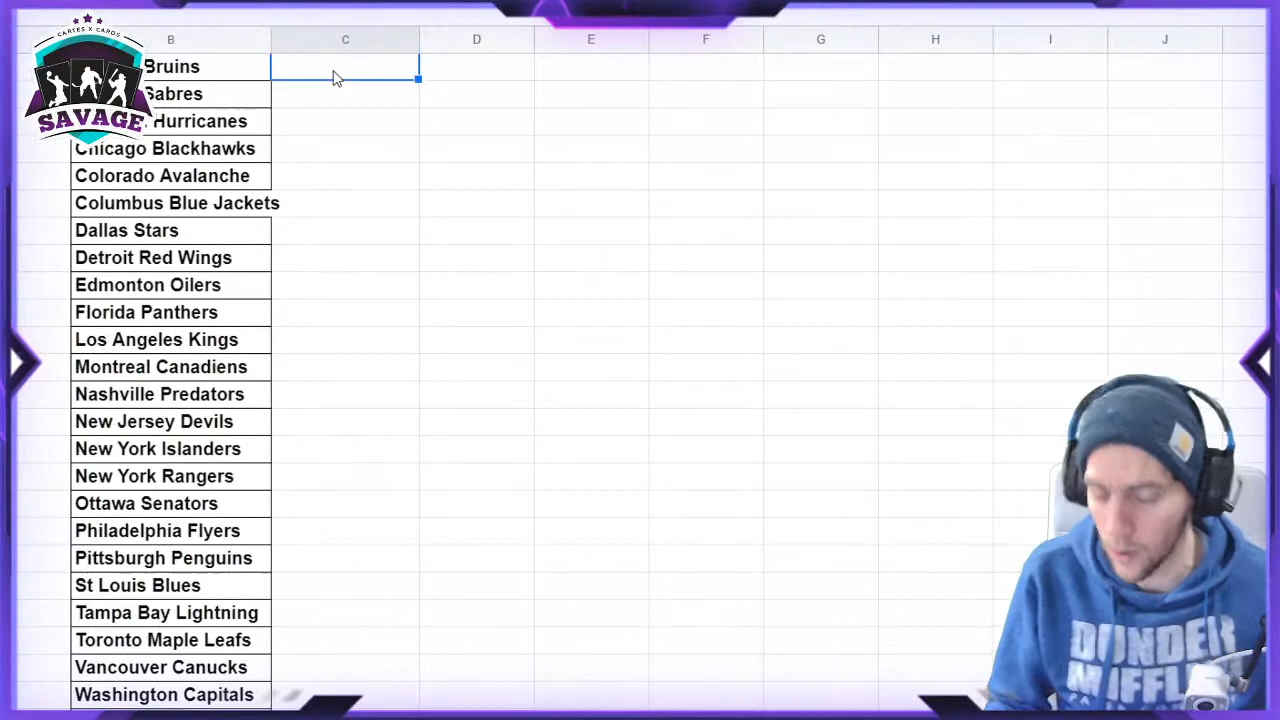 B C D E F G H I J
CARTES X CARDS
SAVAGE
Bruins
Sabres
Hurricanes
Chicago Blackhawks
Colorado Avalanche
Columbus Blue Jackets
Dallas Stars
Detroit Red Wings
Edmonton Oilers
Florida Panthers
Los Angeles Kings
Montreal Canadiens
Nashville Predators
New Jersey Devils
New York Islanders
New York Rangers
Ottawa Senators
Philadelphia Flyers
Pittsburgh Penguins
St Louis Blues
Tampa Bay Lightning
Toronto Maple Leafs
Vancouver Canucks
Washington Capitals
DUNDER
MIFFLI